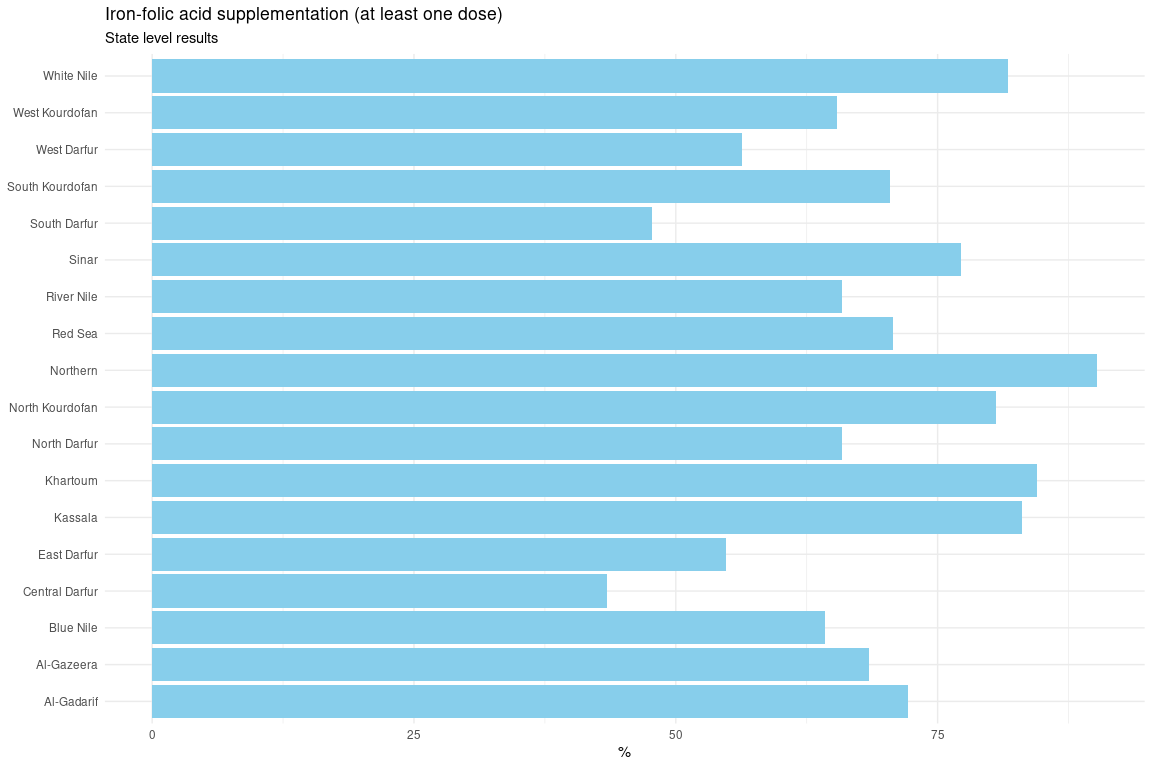 Iron-folic acid supplementation (at least one dose)
State level results
White Nile
West Kourdofan
West Darfur
South Kourdofan
South Darfur
Sinar
River Nile
Red Sea
Northern
North Kourdofan
North Darfur
Khartoum
Kassala
East Darfur
Central Darfur
Blue Nile
Al-Gazeera
Al-Gadarif
0 25 50 75
%